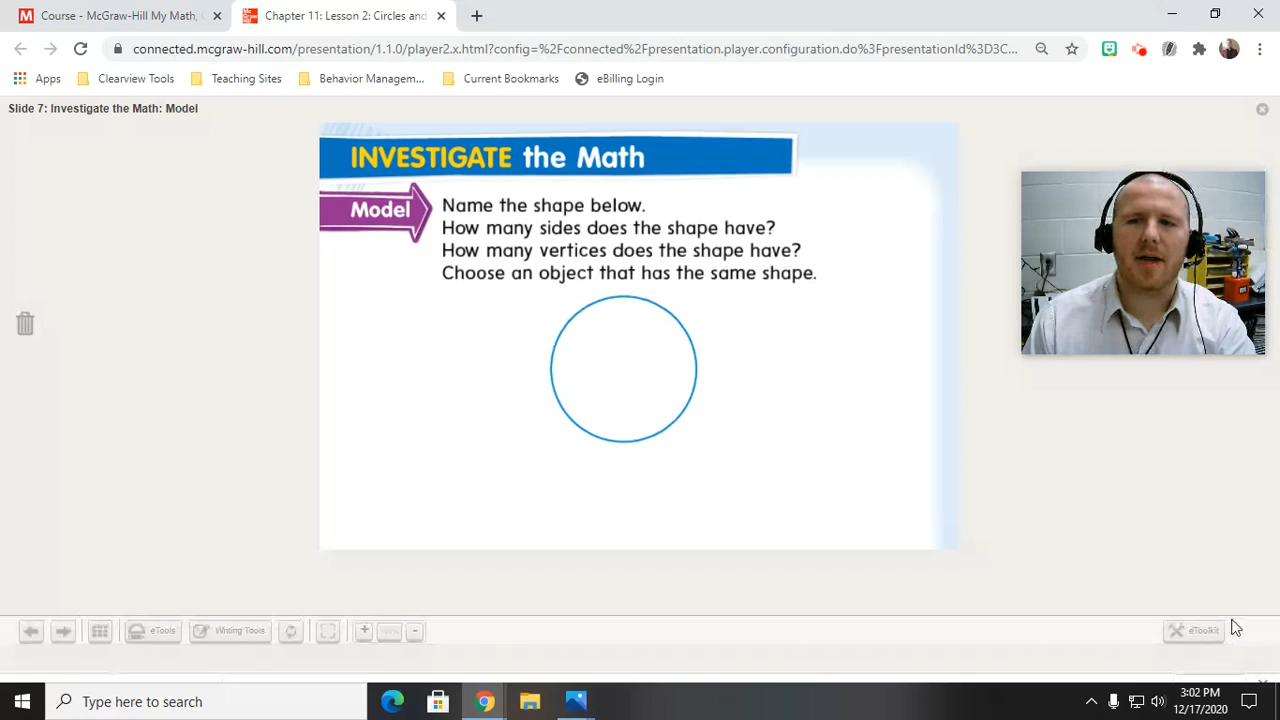 Course - McGraw-Hill My Math,
Chapter 11: Lesson 2: Circles and
connected.mcgraw-hill.com/presentation/1.1.0/player2.x.html?config=%2Fconnected%2Fpresentation.player.configuration.do%3FpresentationId%3D3C...
Apps
Clearview Tools
Teaching Sites
Behavior Managem...
Current Bookmarks
eBilling Login
Slide 7: Investigate the Math: Model
INVESTIGATE the Math
Model
Name the shape below.
How many sides does the shape have?
How many vertices does the shape have?
Choose an object that has the same shape.
eTools
Writing Tools
eToolkit
Type here to search
3:02 PM
12/17/2020